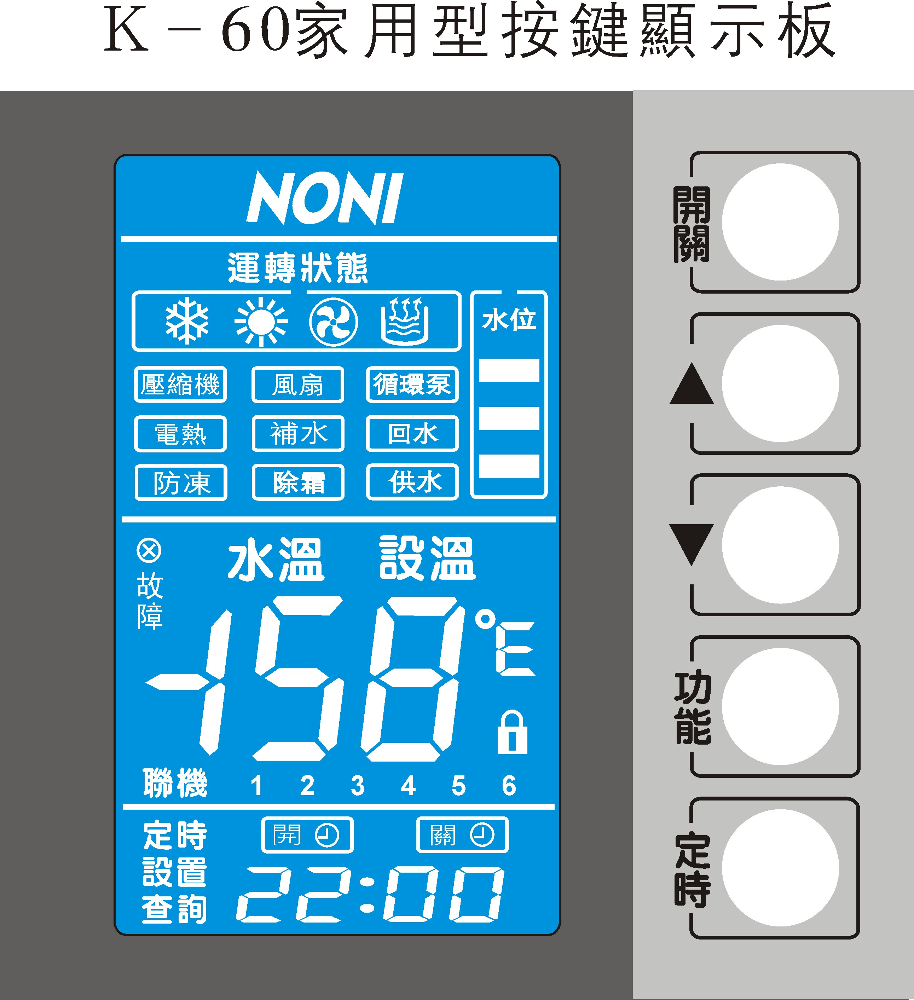 K-60家用型按鍵顯示板
NONI
運轉狀態
水位
壓縮機 風扇 循環泵
電熱 補水 回水
防凍 除霜 供水
水溫 設溫
故障
-158°E
聯機 1 2 3 4 5 6
定時 開 關
設置
查詢
22:00
開關
功能
定時